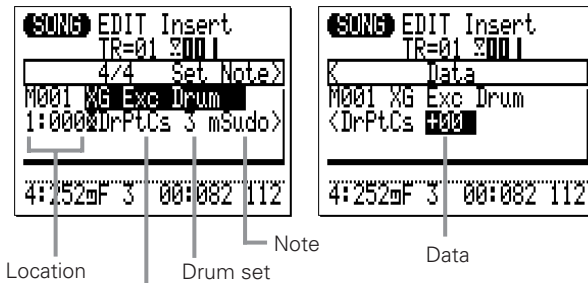 SONG EDIT Insert
TR=01 001
4/4 Set Note>
M001 XG Exc Drum
1:000 DrPtCs 3 mSudo>
4:252 F 3 00:082 112
Location
Drum set
Note
SONG EDIT Insert
TR=01 001
< Data
M001 XG Exc Drum
<DrPtCs +00
4:252 F 3 00:082 112
Data